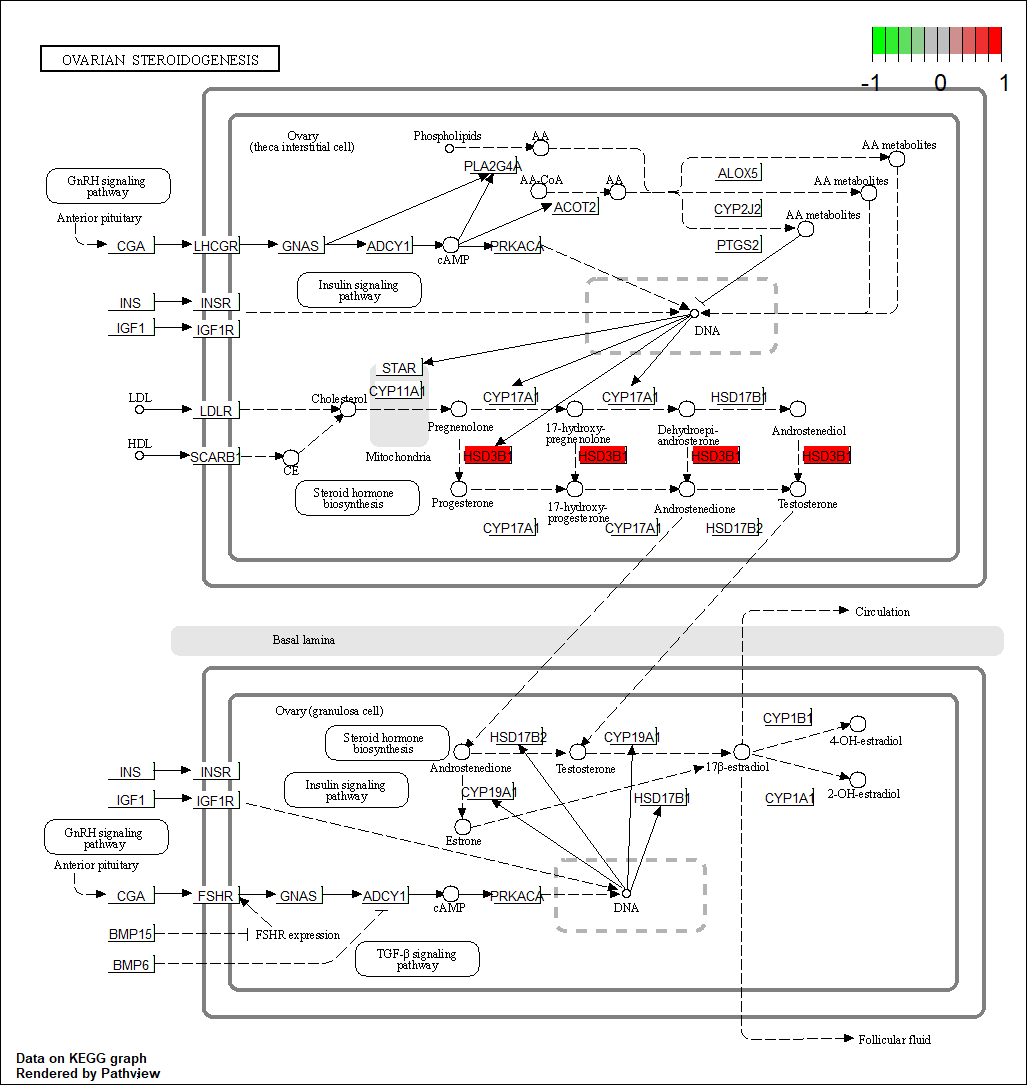 OVARIAN STEROIDOGENESIS
-1 0 1
Ovary
(theca interstitial cell)
Phospholipids
AA
AA metabolites
PLA2G4A
ALOX5
GnRH signaling
pathway
AA-CoA
AA
AA metabolites
ACOT2
CYP2J2
Anterior pituitary
AA metabolites
CGA
LHCGR
GNAS
ADCY1
cAMP
PRKACA
PTGS2
Insulin signaling
pathway
INS
INSR
IGF1
IGF1R
DNA
STAR
CYP11A1
CYP17A1
CYP17A1
HSD17B1
LDL
LDLR
Cholesterol
Pregnenolone
17-hydroxy-
pregnenolone
Dehydroepi-
androsterone
Androstenediol
HDL
SCARB1
CE
Mitochondria
HSD3B1
HSD3B1
HSD3B1
HSD3B1
Steroid hormone
biosynthesis
Progesterone
17-hydroxy-
progesterone
Androstenedione
Testosterone
CYP17A1
CYP17A1
HSD17B2
Circulation
Basal lamina
Ovary (granulosa cell)
Steroid hormone
biosynthesis
HSD17B2
CYP19A1
CYP1B1
4-OH-estradiol
Androstenedione
Testosterone
17β-estradiol
INS
INSR
Insulin signaling
pathway
CYP19A1
HSD17B1
CYP1A1
2-OH-estradiol
IGF1
IGF1R
Estrone
GnRH signaling
pathway
Anterior pituitary
CGA
FSHR
GNAS
ADCY1
cAMP
PRKACA
DNA
BMP15
FSHR expression
BMP6
TGF-β signaling
pathway
Follicular fluid
Data on KEGG graph
Rendered by Pathview